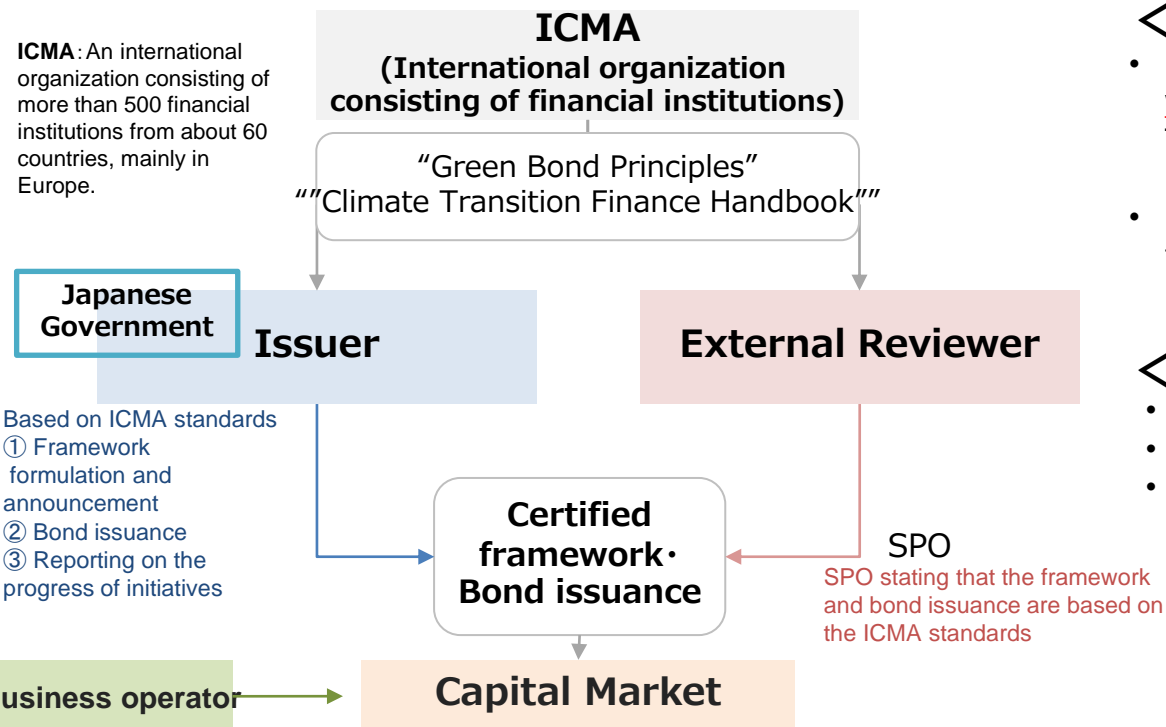 ICMA
(International organization
consisting of financial institutions)
ICMA：An international
organization consisting of
more than 500 financial
institutions from about 60
countries, mainly in
Europe.
“Green Bond Principles”
“”Climate Transition Finance Handbook””
Japanese
Government
Issuer
External Reviewer
Based on ICMA standards
① Framework
formulation and
announcement
② Bond issuance
③ Reporting on the
progress of initiatives
Certified
framework・
Bond issuance
SPO
SPO stating that the framework
and bond issuance are based on
the ICMA standards
usiness operator
Capital Market